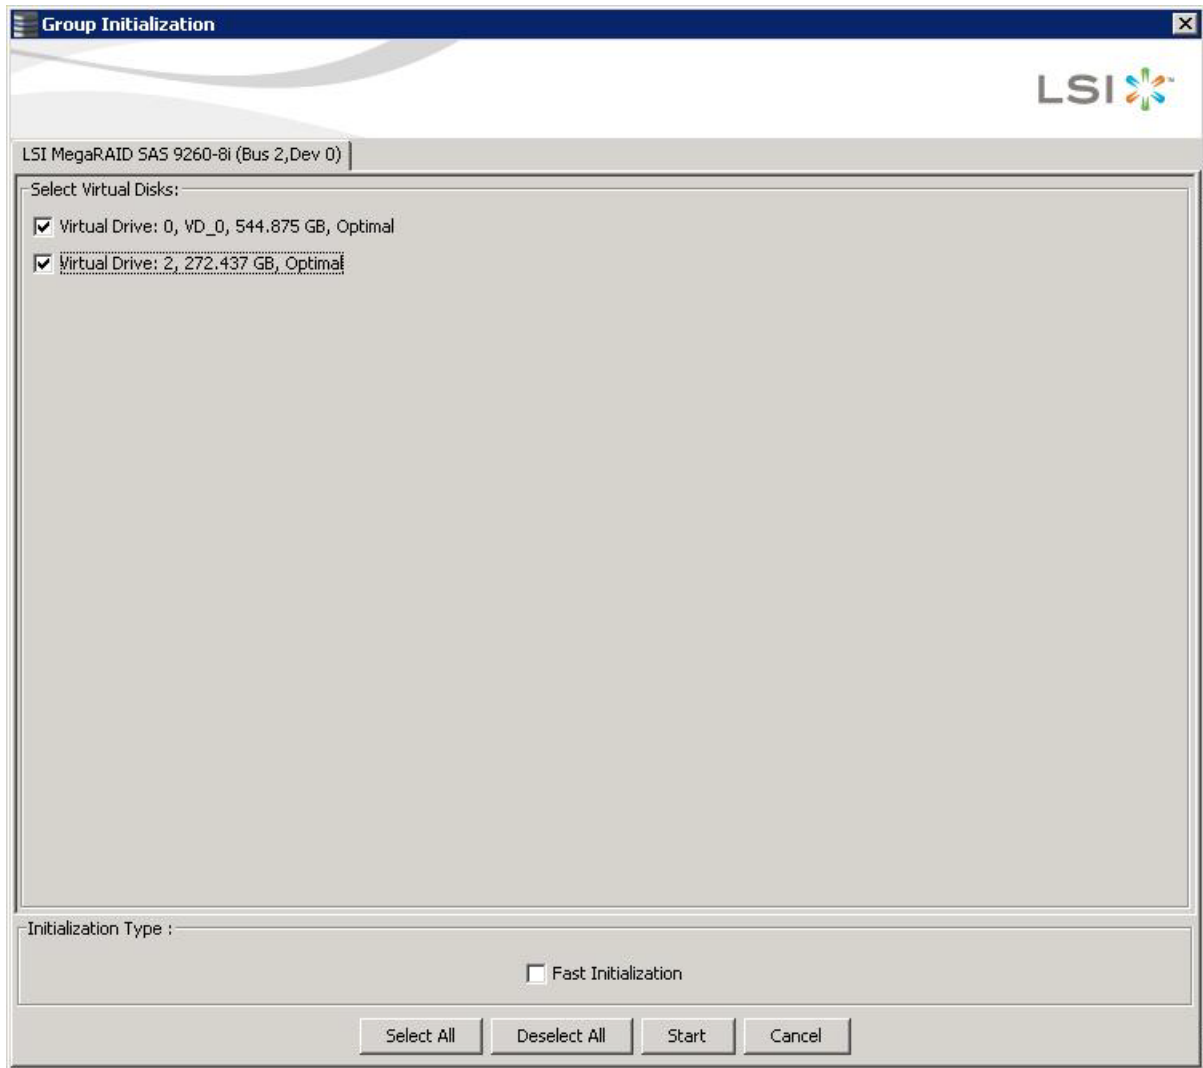 Group Initialization
LSI™
LSI MegaRAID SAS 9260-8i (Bus 2,Dev 0)
Select Virtual Disks:
Virtual Drive: 0, VD_0, 544.875 GB, Optimal
Virtual Drive: 2, 272.437 GB, Optimal
Initialization Type :
Fast Initialization
Select All Deselect All Start Cancel